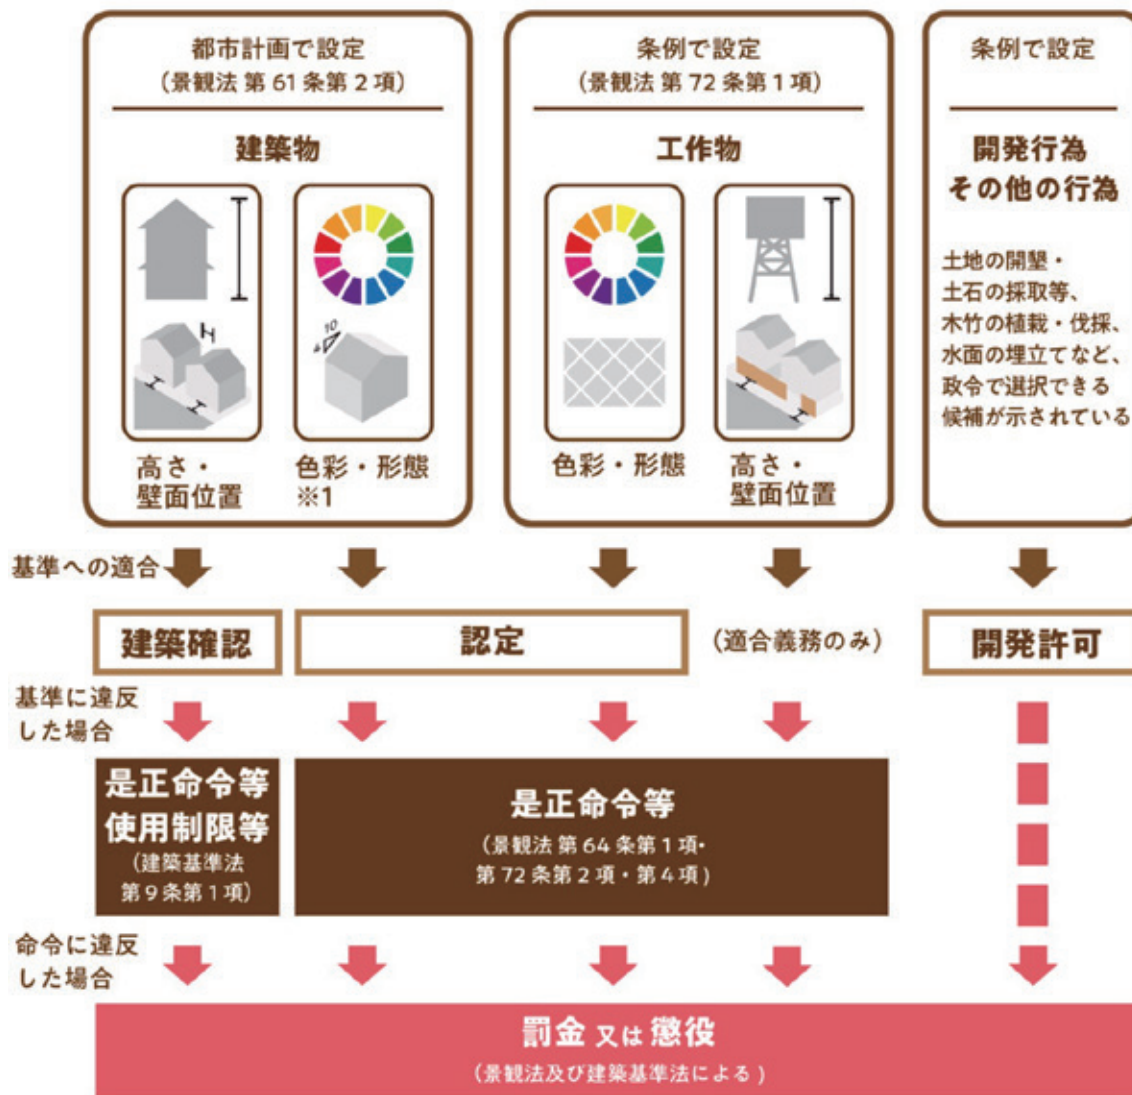 都市計画で設定
(景観法 第 61 条第 2 項)
建築物
10
4
高さ・
壁面位置
色彩・形態
※1
条例で設定
(景観法 第 72 条第 1 項)
工作物
色彩・形態
高さ・
壁面位置
条例で設定
開発行為
その他の行為
土地の開墾・
土石の採取等、
木竹の植栽・伐採、
水面の埋立てなど、
政令で選択できる
候補が示されている
基準への適合
建築確認
認定
(適合義務のみ)
開発許可
基準に違反
した場合
是正命令等
使用制限等
(建築基準法
第 9 条第 1 項)
是正命令等
(景観法 第 64 条第 1 項・
第 72 条第 2 項・第 4 項 )
命令に違反
した場合
罰金 又は 懲役
(景観法及び建築基準法による )